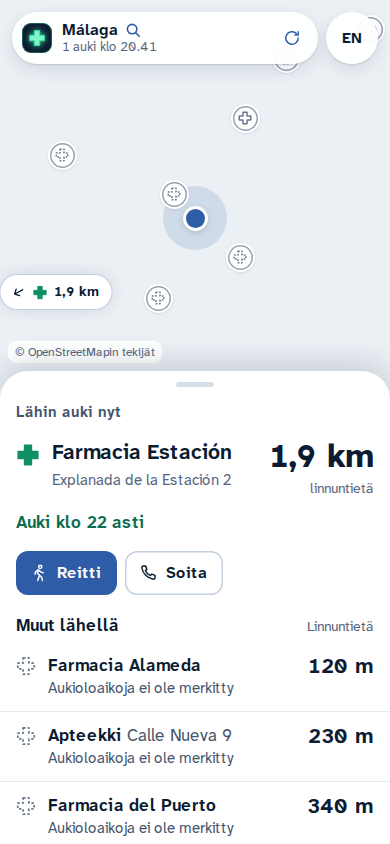 Málaga
1 auki klo 20.41
EN
1,9 km
© OpenStreetMapin tekijät
Lähin auki nyt
Farmacia Estación
1,9 km
Explanada de la Estación 2
linnuntietä
Auki klo 22 asti
Reitti
Soita
Muut lähellä
Linnuntietä
Farmacia Alameda
120 m
Aukioloaikoja ei ole merkitty
Apteekki Calle Nueva 9
230 m
Aukioloaikoja ei ole merkitty
Farmacia del Puerto
340 m
Aukioloaikoja ei ole merkitty